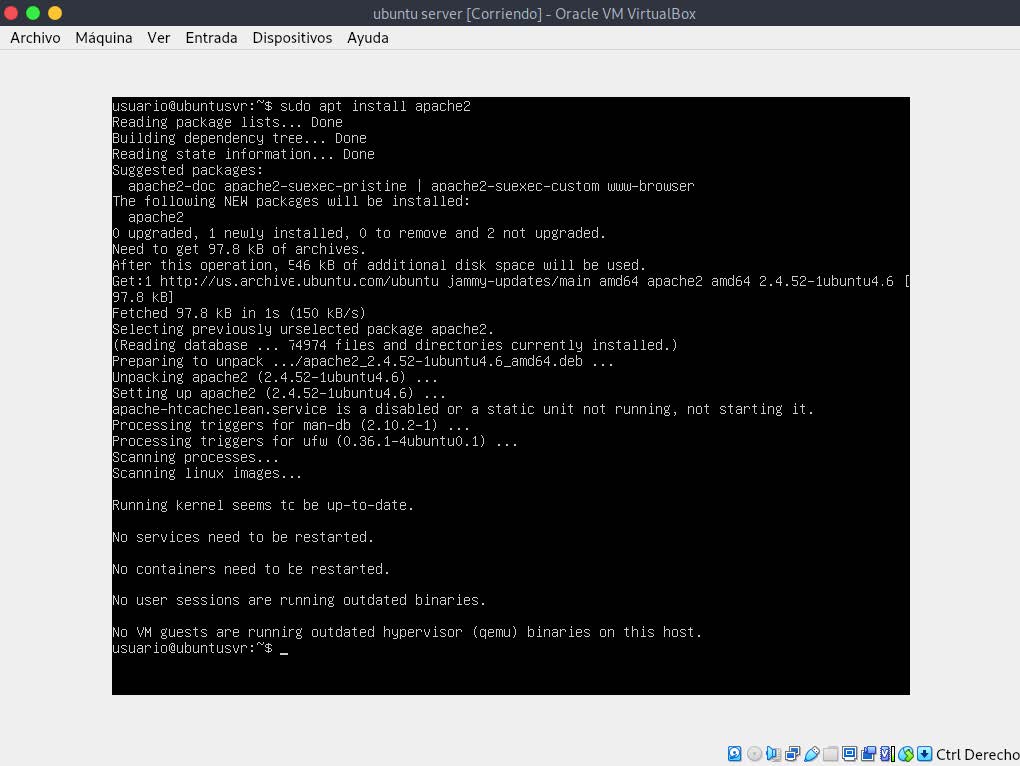 ubuntu server [Corriendo] - Oracle VM VirtualBox
Archivo Máquina Ver Entrada Dispositivos Ayuda
usuario@ubuntusvr:~$ sudo apt install apache2
Reading package lists... Done
Building dependency tree... Done
Reading state information... Done
Suggested packages:
  apache2-doc apache2-suexec-pristine | apache2-suexec-custom www-browser
The following NEW packages will be installed:
  apache2
0 upgraded, 1 newly installed, 0 to remove and 2 not upgraded.
Need to get 97.8 kB of archives.
After this operation, 546 kB of additional disk space will be used.
Get:1 http://us.archive.ubuntu.com/ubuntu jammy-updates/main amd64 apache2 amd64 2.4.52-1ubuntu4.6 [
97.8 kB]
Fetched 97.8 kB in 1s (150 kB/s)
Selecting previously unselected package apache2.
(Reading database ... 74974 files and directories currently installed.)
Preparing to unpack .../apache2_2.4.52-1ubuntu4.6_amd64.deb ...
Unpacking apache2 (2.4.52-1ubuntu4.6) ...
Setting up apache2 (2.4.52-1ubuntu4.6) ...
apache-htcacheclean.service is a disabled or a static unit not running, not starting it.
Processing triggers for man-db (2.10.2-1) ...
Processing triggers for ufw (0.36.1-4ubuntu0.1) ...
Scanning processes...
Scanning linux images...
Running kernel seems to be up-to-date.
No services need to be restarted.
No containers need to be restarted.
No user sessions are running outdated binaries.
No VM guests are running outdated hypervisor (qemu) binaries on this host.
usuario@ubuntusvr:~$ _
Ctrl Derecho